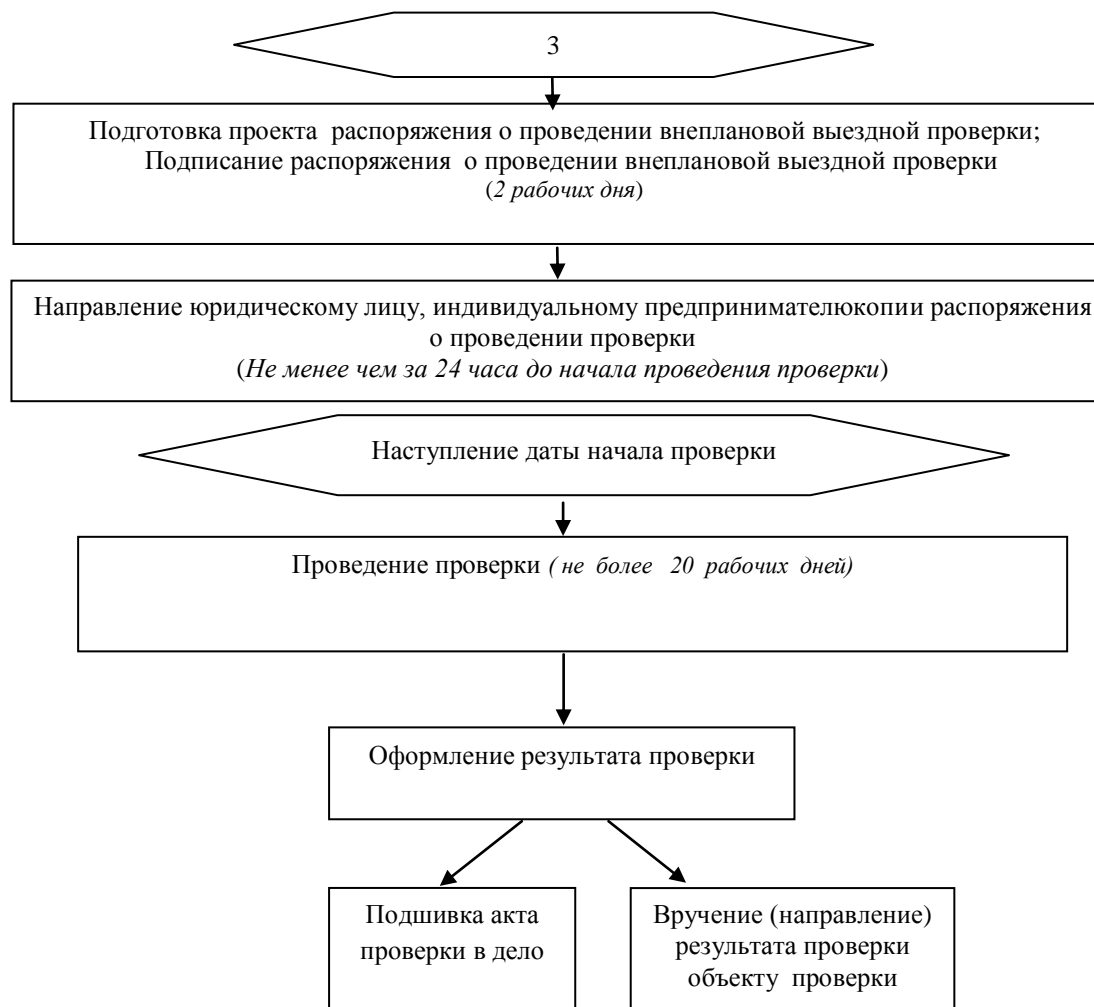 3
Подготовка проекта распоряжения о проведении внеплановой выездной проверки;
Подписание распоряжения о проведении внеплановой выездной проверки
(2 рабочих дня)
Направление юридическому лицу, индивидуальному предпринимателюкопии распоряжения
о проведении проверки
(Не менее чем за 24 часа до начала проведения проверки)
Наступление даты начала проверки
Проведение проверки ( не более 20 рабочих дней)
Оформление результата проверки
Подшивка акта
проверки в дело
Вручение (направление)
результата проверки
объекту проверки